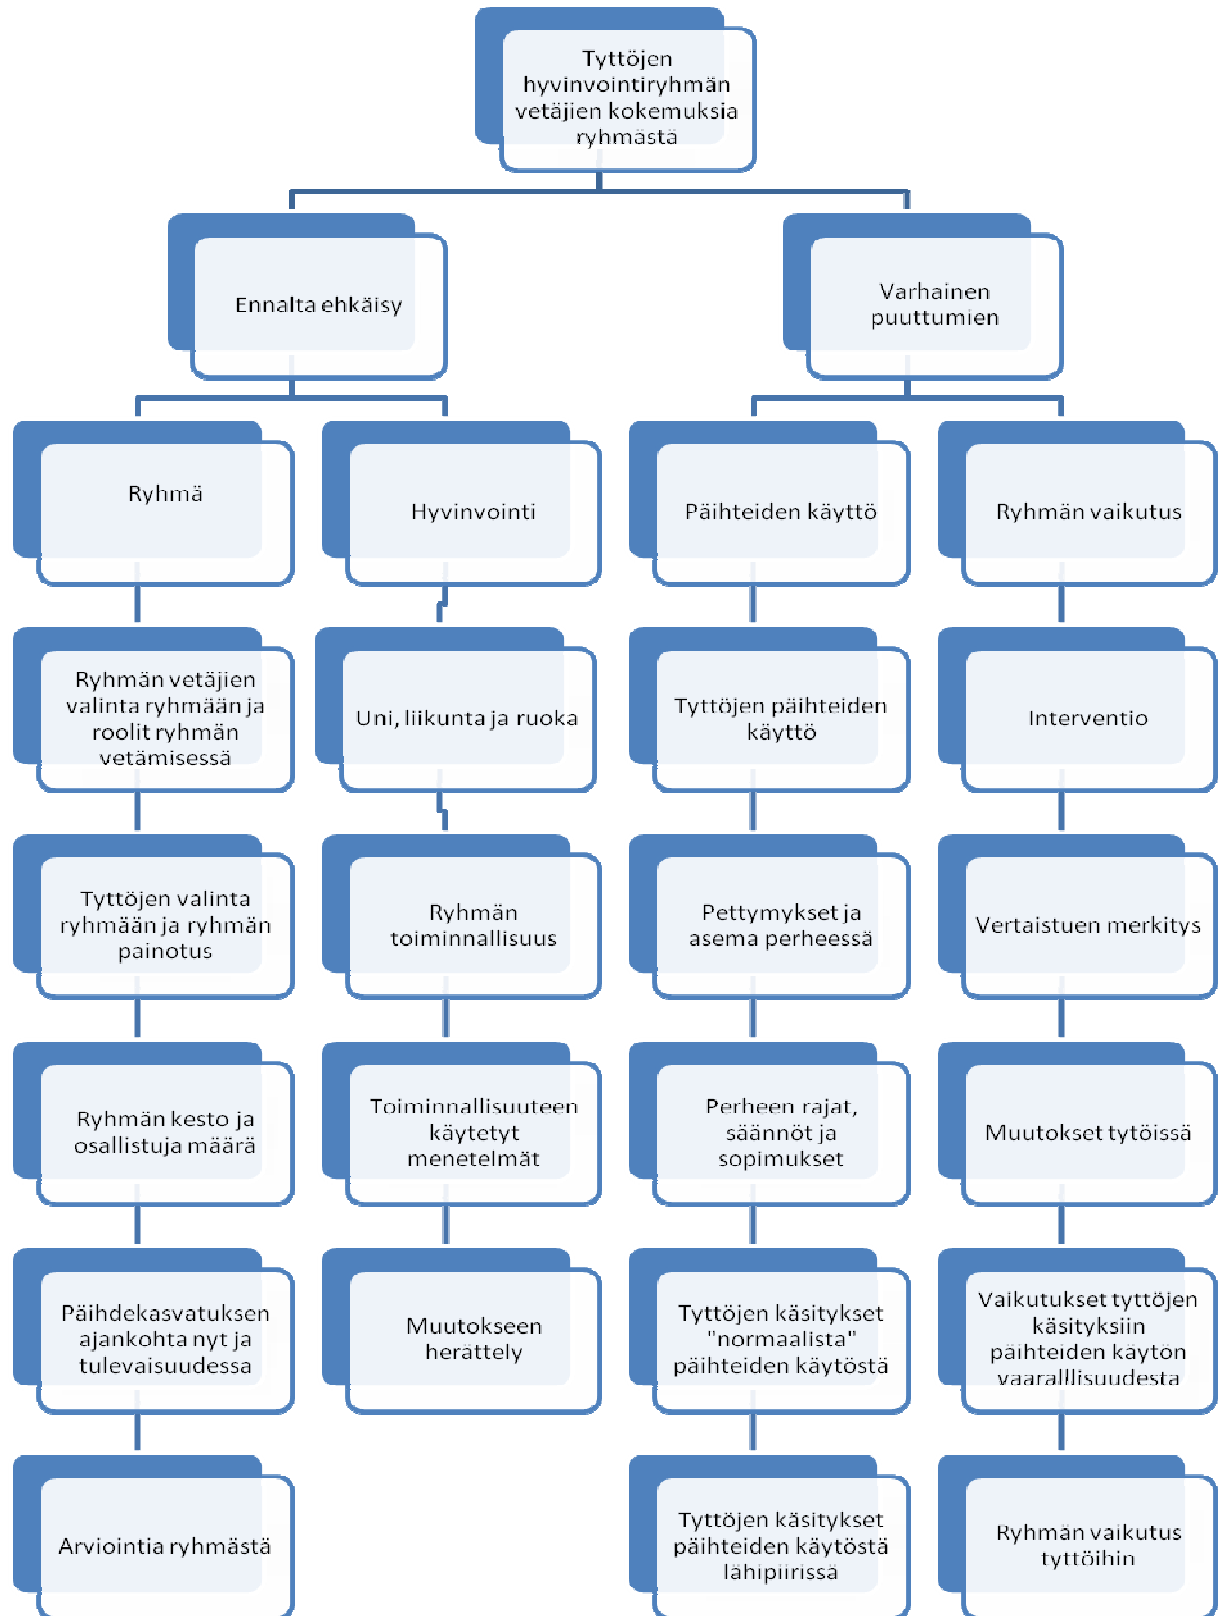 Tyttöjen
hyvinvointiryhmän
vetäjien kokemuksia
ryhmästä
Ennalta ehkäisy
Varhainen
puuttumien
Ryhmä
Hyvinvointi
Päihteiden käyttö
Ryhmän vaikutus
Ryhmän vetäjien
valinta ryhmään ja
roolit ryhmän
vetämisessä
Uni, liikunta ja ruoka
Tyttöjen päihteiden
käyttö
Interventio
Tyttöjen valinta
ryhmään ja ryhmän
painotus
Ryhmän
toiminnallisuus
Pettymykset ja
asema perheessä
Vertaistuen merkitys
Ryhmän kesto ja
osallistuja määrä
Toiminnallisuuteen
käytetyt
menetelmät
Perheen rajat,
säännöt ja
sopimukset
Muutokset tytöissä
Päihdekasvatuksen
ajankohta nyt ja
tulevaisuudessa
Muutokseen
herättely
Tyttöjen käsitykset
"normaalista"
päihteiden käytöstä
Vaikutukset tyttöjen
käsityksiin
päihteiden käytön
vaaralllisuudesta
Arviointia ryhmästä
Tyttöjen käsitykset
päihteiden käytöstä
lähipiirissä
Ryhmän vaikutus
tyttöihin